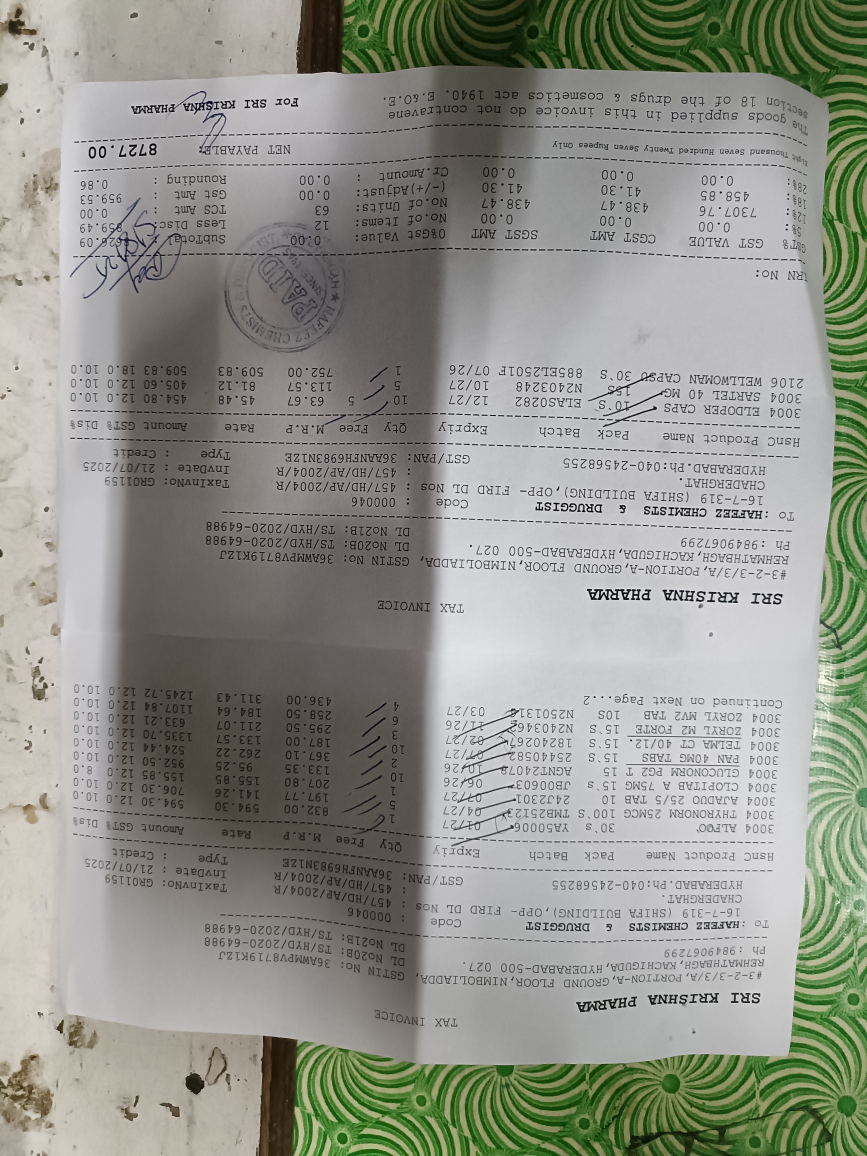 TAX INVOICE
SRI KRISHNA PHARMA
#3-2-3/3/A, PORTION-A, GROUND FLOOR, NIMBOLIADDA, GSTIN No: 36AWMPV8719K1ZJ
REHMATHBAGH, KACHIGUDA, HYDERABAD-500 027. DL No20B: TS/HYD/2020-64988
Ph :9849067299 DL No21B: TS/HYD/2020-64988
To :HAFEEZ CHEMISTS & DRUGGIST Code : 000046 TaxInvNo: GR01159
16-7-319 (SHIFA BUILDING), OPP- FIRD DL Nos : 457/HD/AP/2004/R InvDate : 21/07/2025
CHADERGHAT. : 457/HD/AP/2004/R Type : Credit
HYDERABAD.Ph:040-24568255 GST/PAN: 36AANFH6983N1ZE
HsnC Product Name Pack Batch Expriy Qty Free M.R.P Rate Amount GST% Dis%
3004 ALFOO 30`s YAS0006 01/27 1 832.00 594.30 594.30 12.0 10.0
3004 THYRONORM 25MCG 100`S TMB25123 04/27 5 197.77 141.26 706.30 12.0 10.0
3004 AJADUO 25/5 TAB 10 24J2301 07/27 1 207.80 155.85 155.85 12.0 8.0
3004 CLOPITAB A 75MG 15`s JBO0603 06/26 10 133.35 95.25 952.50 12.0 10.0
3004 GLUCONORM PG2 T 15 AGNT24078 10/26 2 367.10 262.22 524.44 12.0 10.0
3004 PAN 40MG TABS 15`S 25440582 07/27 10 187.00 133.57 1335.70 12.0 10.0
3004 TELMA CT 40/12. 15`S 18240267 02/27 3 295.50 211.07 633.21 12.0 10.0
3004 ZORYL M2 FORTE 15`S N2403462 11/26 6 258.50 184.64 1107.84 12.0 10.0
3004 ZORYL MV2 TAB 10S N2501316 03/27 4 436.00 311.43 1245.72 12.0 10.0
Continued on Next Page...2
TAX INVOICE
SRI KRISHNA PHARMA
#3-2-3/3/A, PORTION-A, GROUND FLOOR, NIMBOLIADDA, GSTIN No: 36AWMPV8719K1ZJ
REHMATHBAGH, KACHIGUDA, HYDERABAD-500 027. DL No20B: TS/HYD/2020-64988
Ph :9849067299 DL No21B: TS/HYD/2020-64988
To :HAFEEZ CHEMISTS & DRUGGIST Code : 000046 TaxInvNo: GR01159
16-7-319 (SHIFA BUILDING), OPP- FIRD DL Nos : 457/HD/AP/2004/R InvDate : 21/07/2025
CHADERGHAT. : 457/HD/AP/2004/R Type : Credit
HYDERABAD.Ph:040-24568255 GST/PAN: 36AANFH6983N1ZE
HsnC Product Name Pack Batch Expriy Qty Free M.R.P Rate Amount GST% Dis%
3004 ELDOPER CAPS 10`s ELAS0282 12/27 10 5 63.67 45.48 454.80 12.0 10.0
3004 SARTEL 40 MG 15S N2403248 10/27 5 113.57 81.12 405.60 12.0 10.0
2106 WELLWOMAN CAPSO 30`S 885EL2501F 07/26 1 752.00 509.83 509.83 18.0 10.0
IRN No:
HAFEEZ CHEMISTS & DRUGGIST
PAID
GST% GST VALUE CGST AMT SGST AMT 0%Gst Value: 0.00 SubTotal : 8626.09
5%: 0.00 0.00 0.00 No.of Items: 12 Less Disc: 859.49
12%: 7307.76 438.47 438.47 No.of Units: 63 TCS Amt : 0.00
18%: 458.85 41.30 41.30 (-/+)Adjust: 0.00 Gst Amt : 959.53
28%: 0.00 0.00 0.00 Cr.Amount : 0.00 Rounding : 0.86
Eight Thousand Seven Hundred Twenty Seven Rupees Only NET PAYABLE: 8727.00
The goods supplied in this invoice do not contravene
section 18 of the drugs & cosmetics act 1940. E.&O.E. For SRI KRISHNA PHARMA